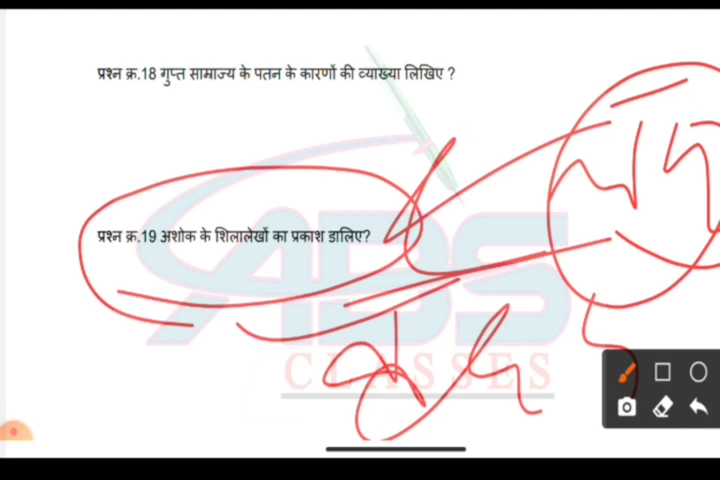 प्रश्न क्र.18 गुप्त साम्राज्य के पतन के कारणों की व्याख्या लिखिए ?
प्रश्न क्र.19 अशोक के शिलालेखों का प्रकाश डालिए?
ABS
CLASSES